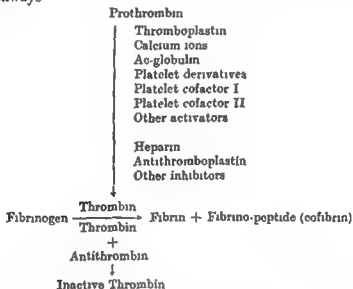 Prothrombin
Thromboplastin
Calcium ions
Ac-globulin
Platelet derivatives
Platelet cofactor I
Platelet cofactor II
Other activators
Heparin
Antithromboplastin
Other inhibitors
Thrombin
Fibrinogen → Fibrin + Fibrino-peptide (cofibrin)
Thrombin
+
Antithrombin
↓
Inactive Thrombin